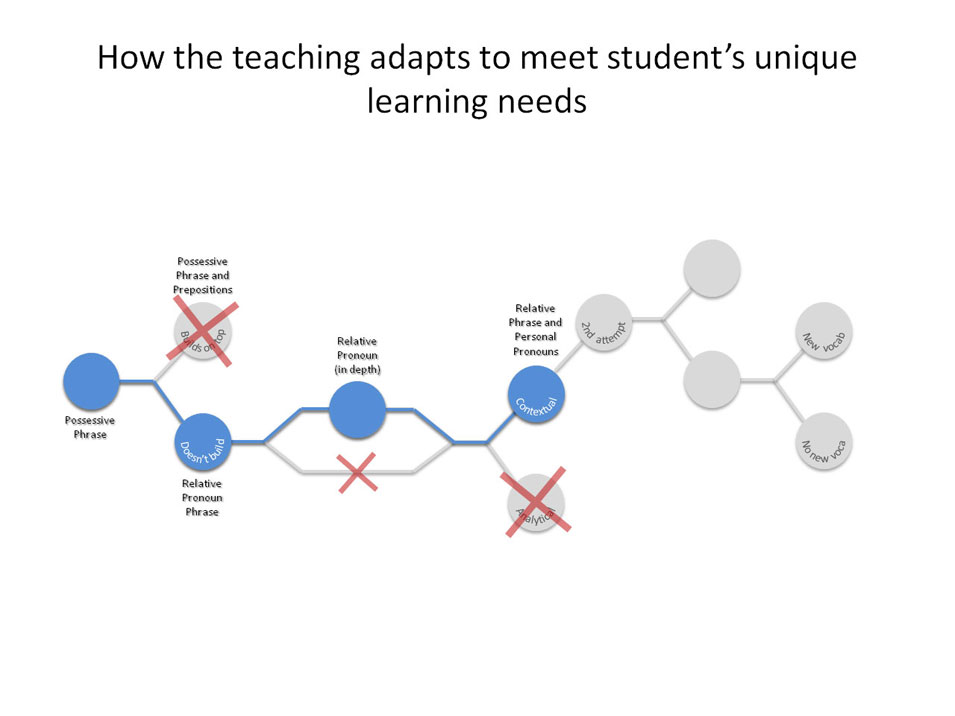 How the teaching adapts to meet student's unique
learning needs
Possessive
Phrase and
Prepositions
Builds on top
Possessive
Phrase
Doesn't build
Relative
Pronoun
Phrase
Relative
Pronoun
(in depth)
Relative
Phrase and
Personal
Pronouns
Contextual
Analytical
2nd attempt
New vocab
No new voca